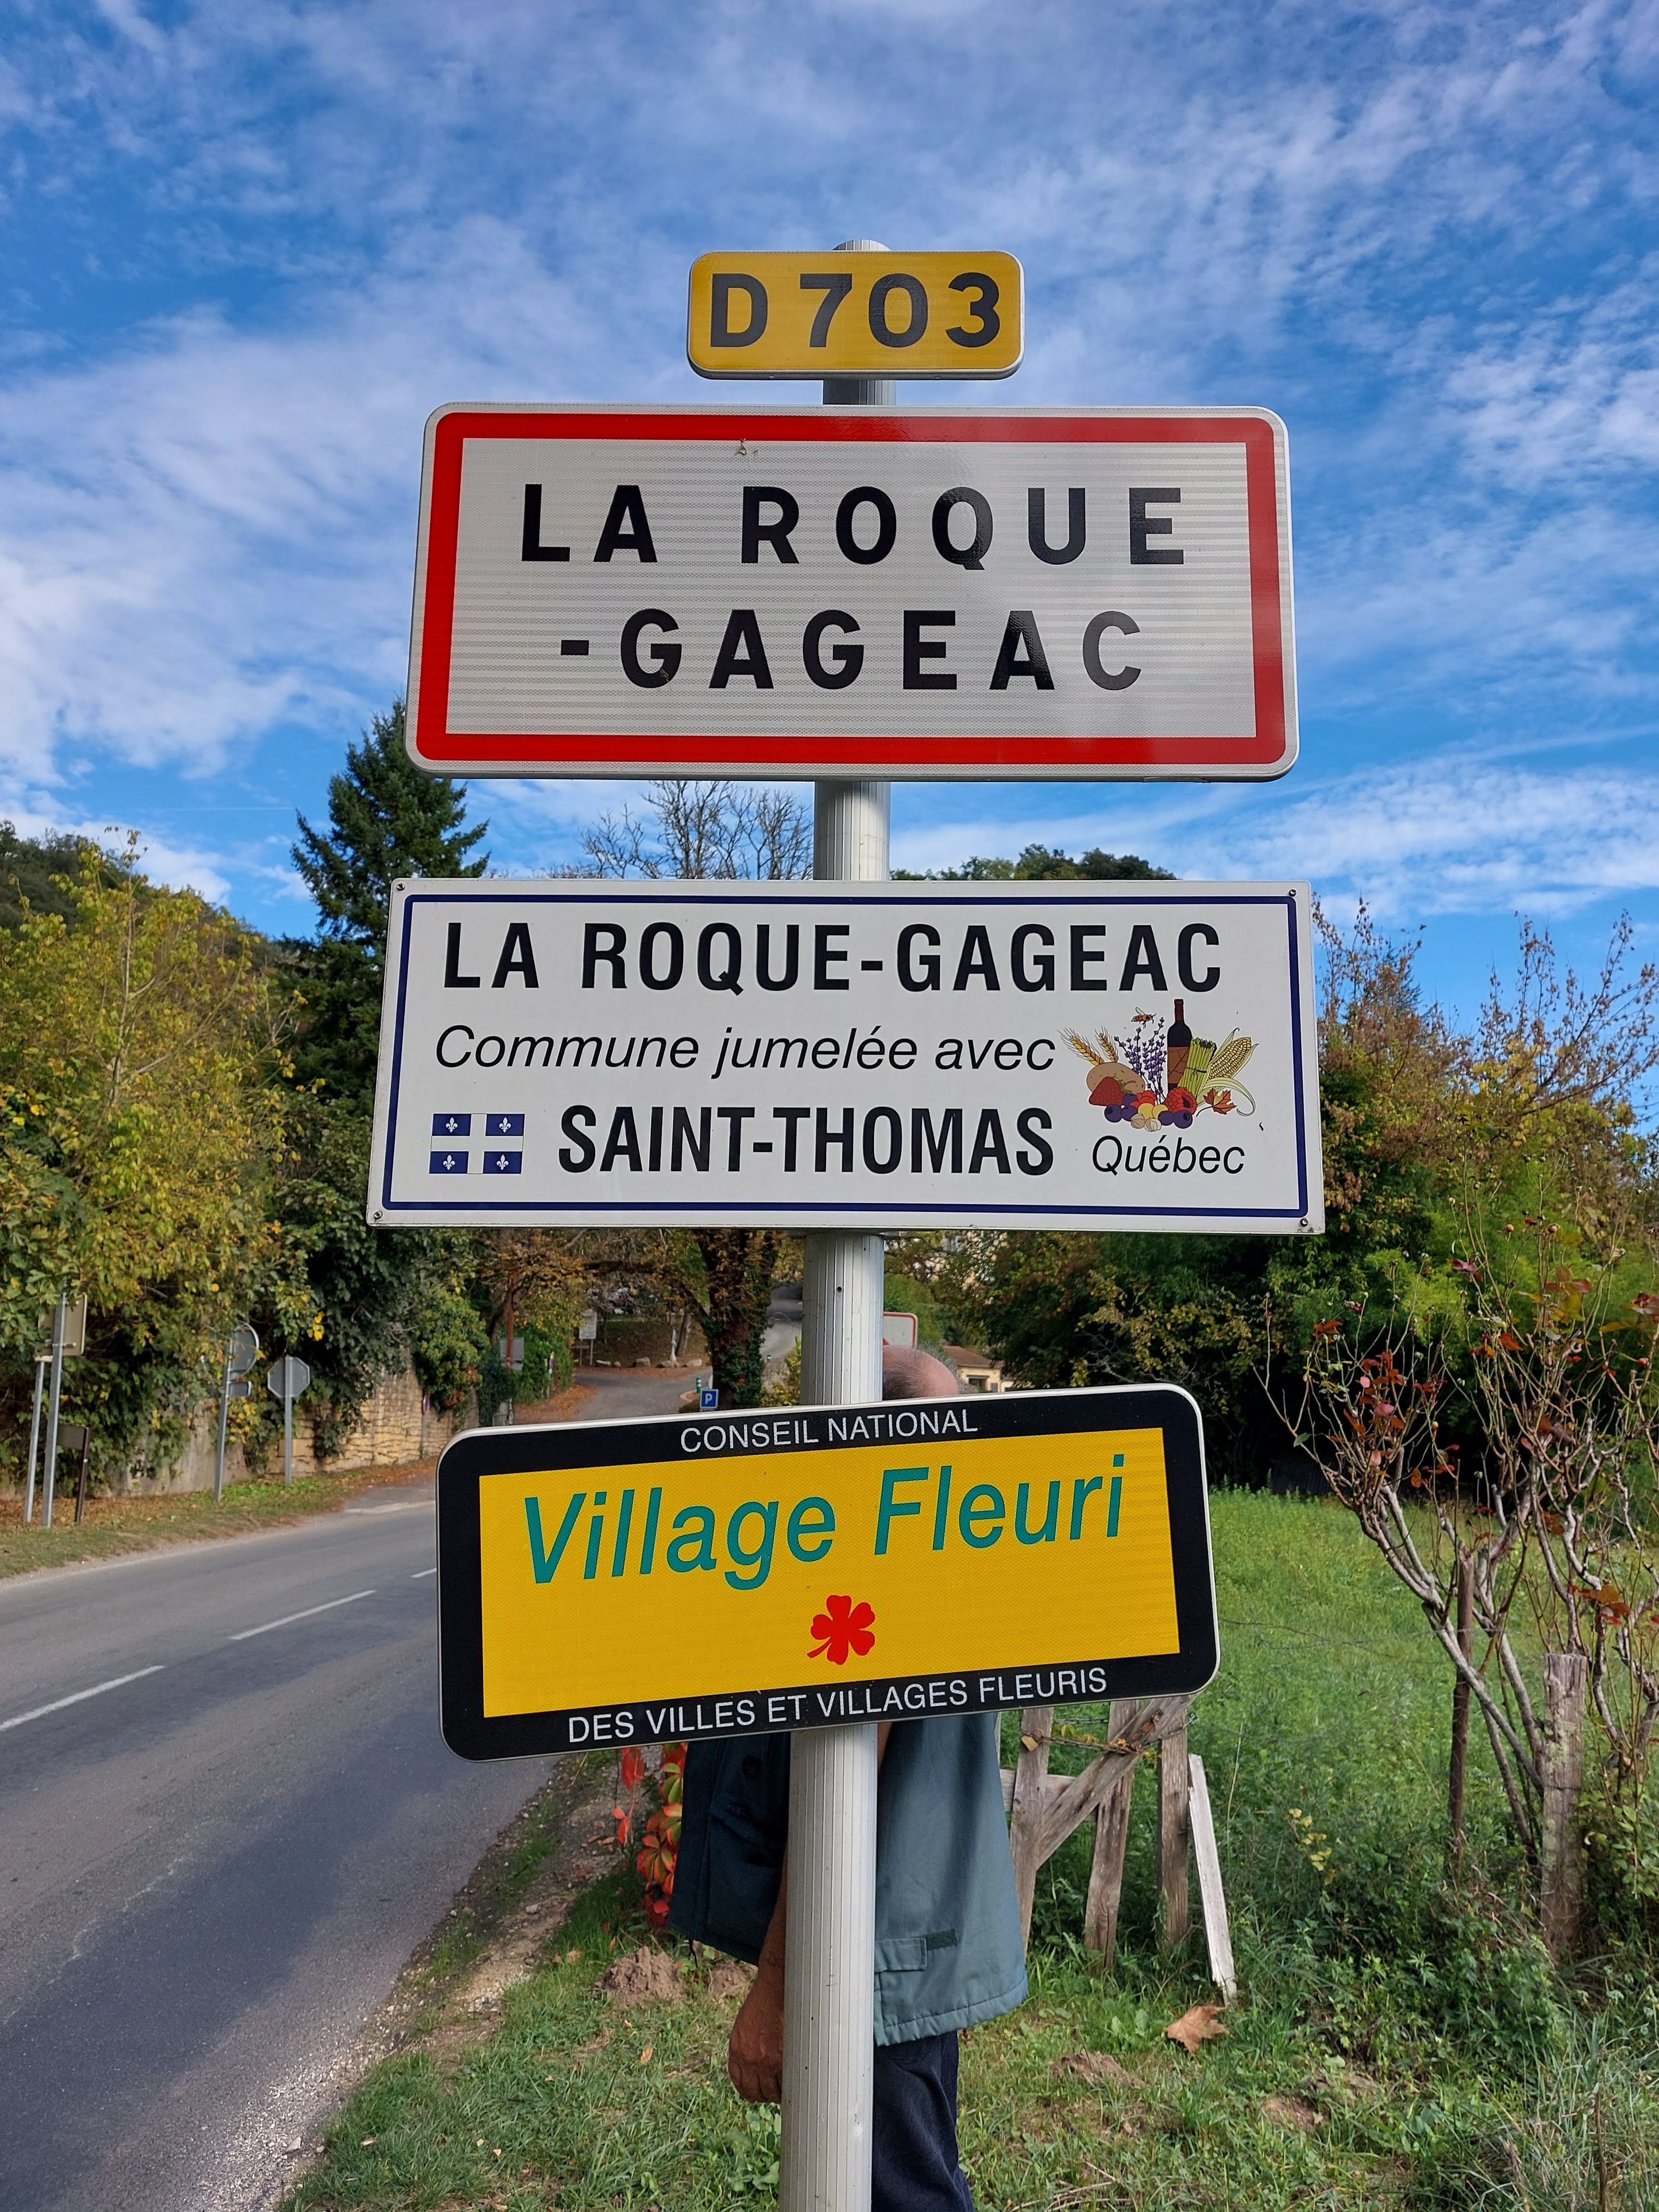 D703
LA ROQUE
-GAGEAC
LA ROQUE-GAGEAC
Commune jumelée avec
SAINT-THOMAS
Québec
CONSEIL NATIONAL
Village Fleuri
DES VILLES ET VILLAGES FLEURIS
P